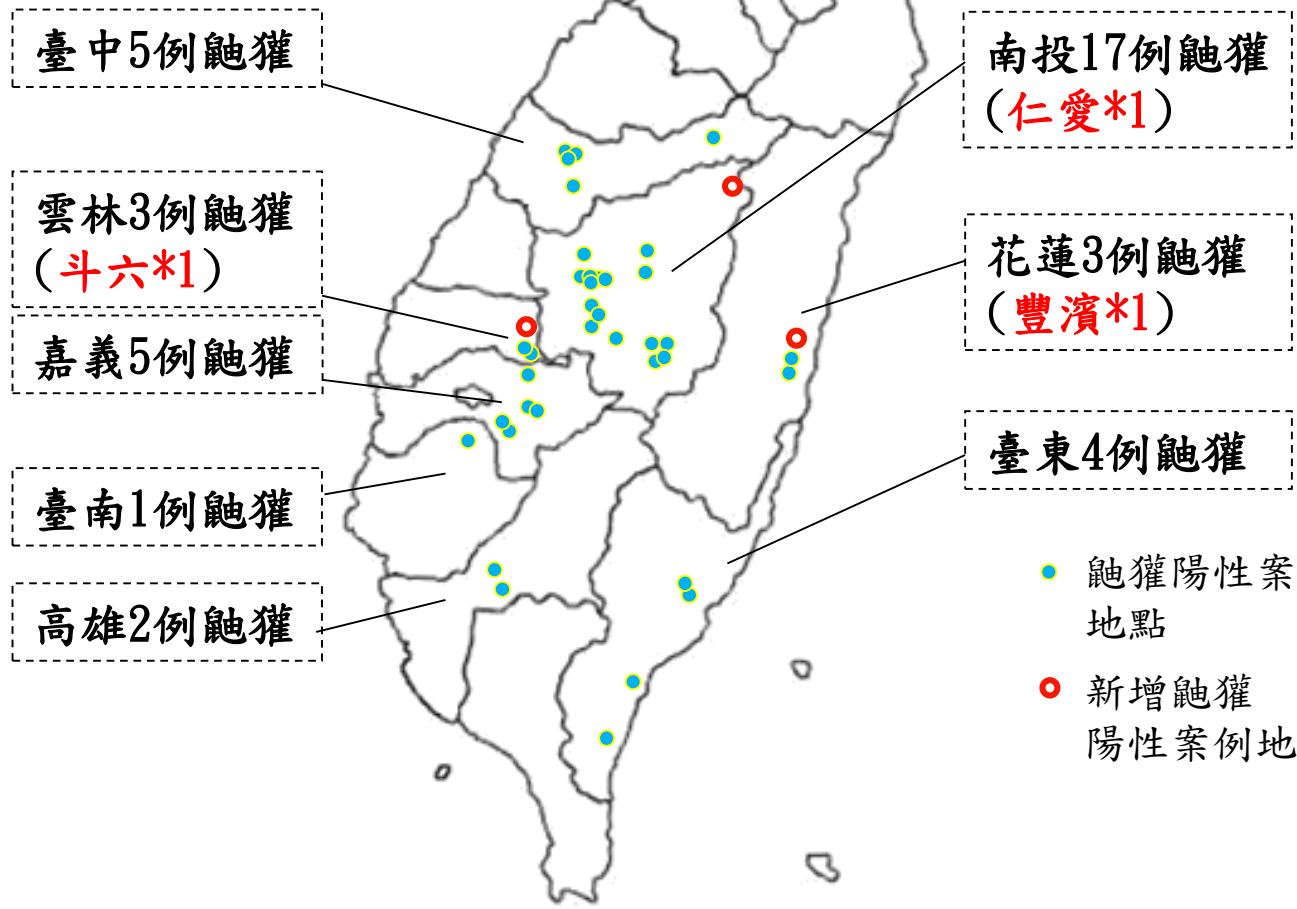 臺中5例鼬獾
雲林3例鼬獾
(斗六*1)
嘉義5例鼬獾
臺南1例鼬獾
高雄2例鼬獾
南投17例鼬獾
(仁愛*1)
花蓮3例鼬獾
(豐濱*1)
臺東4例鼬獾
鼬獾陽性案
地點
新增鼬獾
陽性案例地